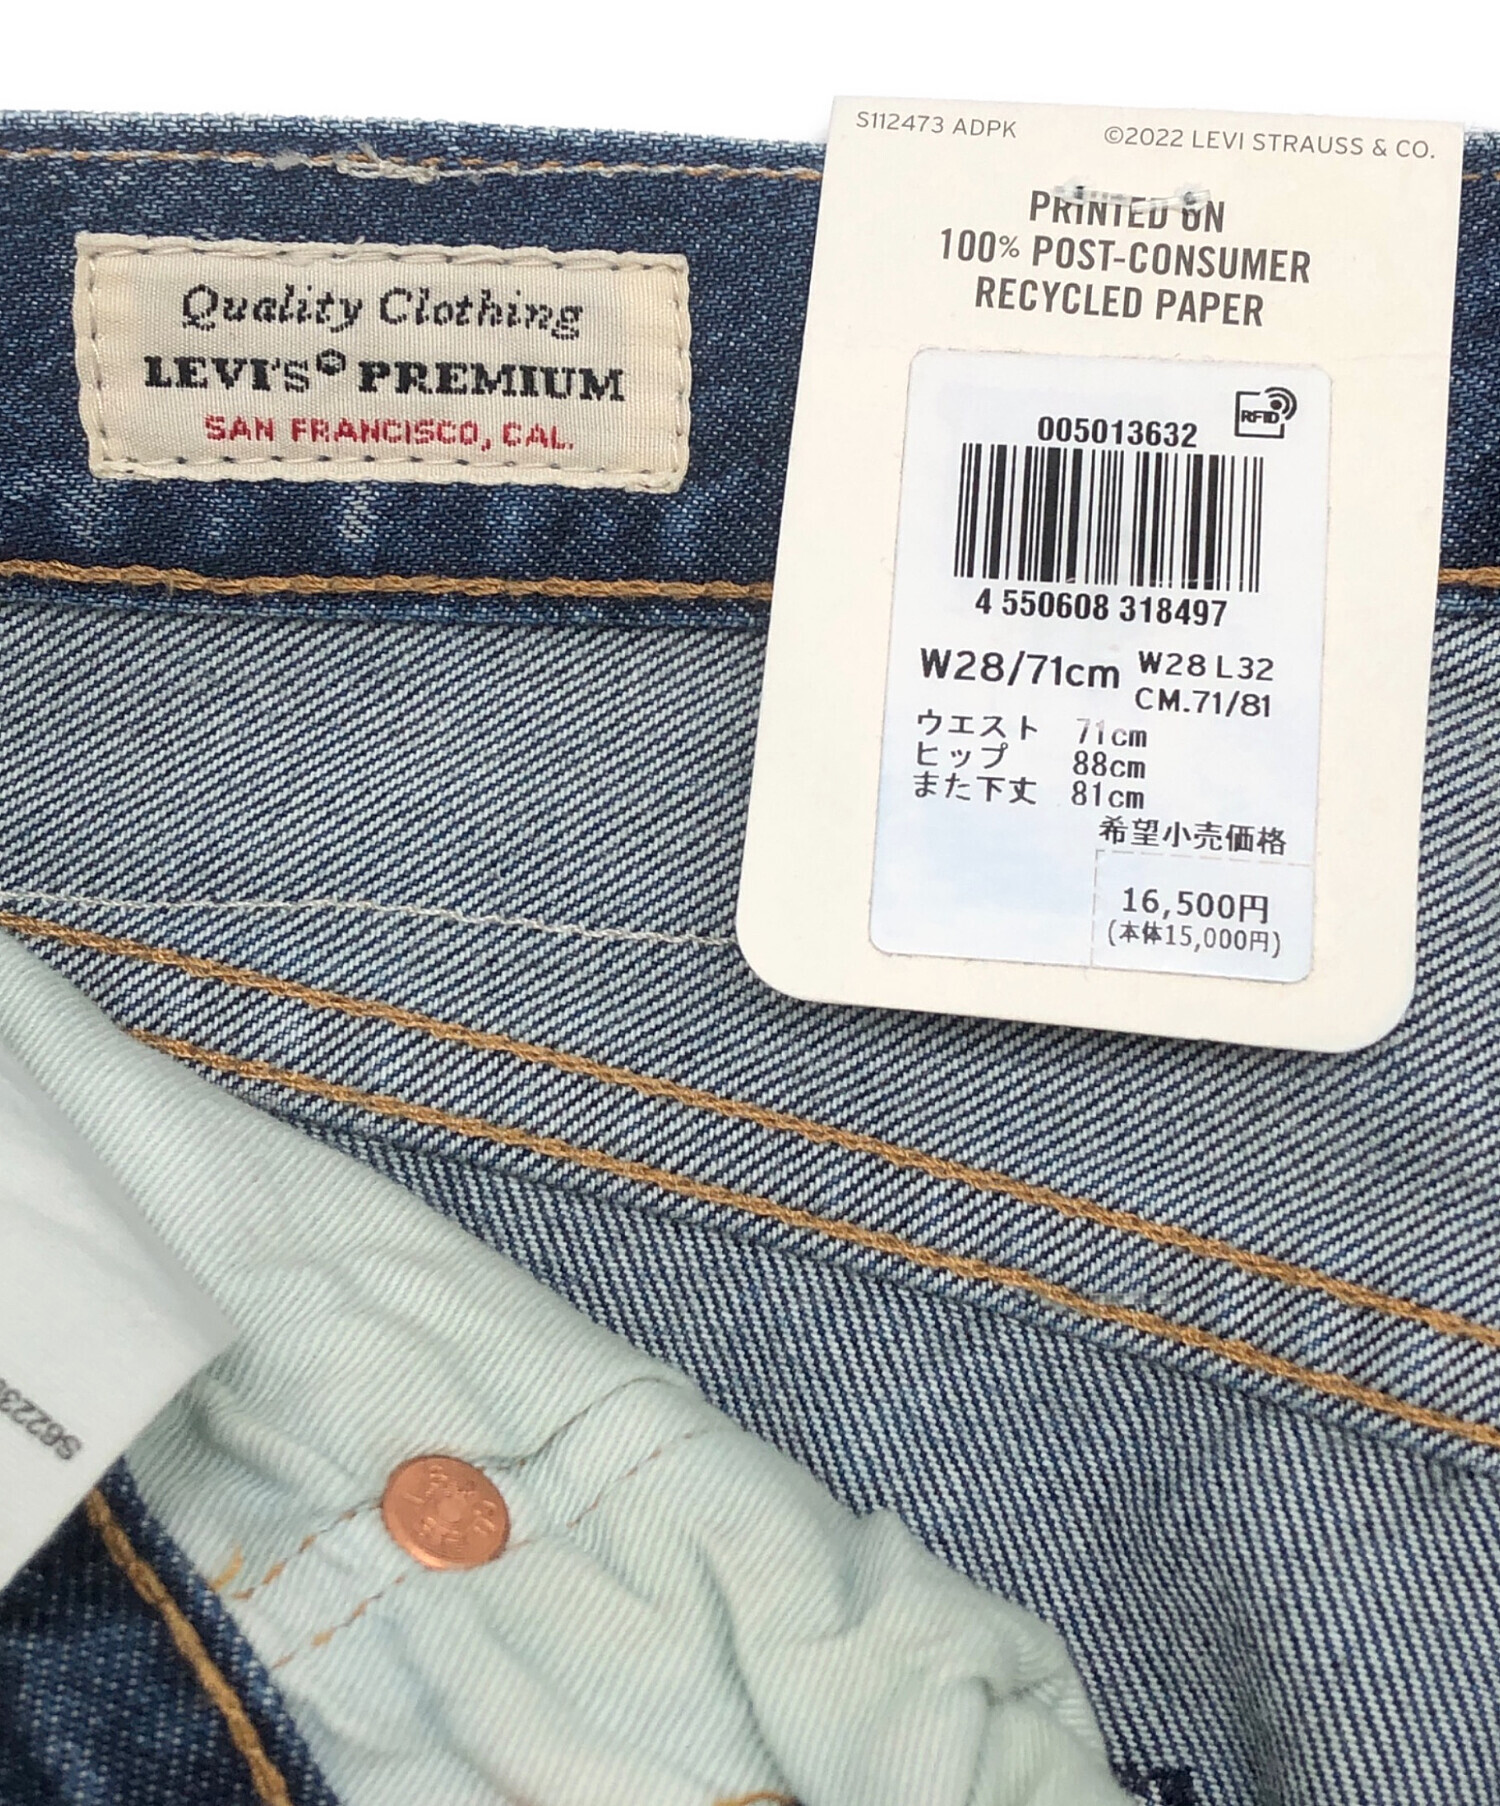 S112473 ADPK
©2022 LEVI STRAUSS & CO.
PRINTED ON
100% POST-CONSUMER
RECYCLED PAPER
Quality Clothing
LEVI'S® PREMIUM
SAN FRANCISCO, CAL.
RFID
005013632
4 550608 318497
W28/71cm
W28 L32
CM.71/81
ウエスト 71cm
ヒップ 88cm
また下丈 81cm
希望小売価格
16,500円
(本体15,000円)